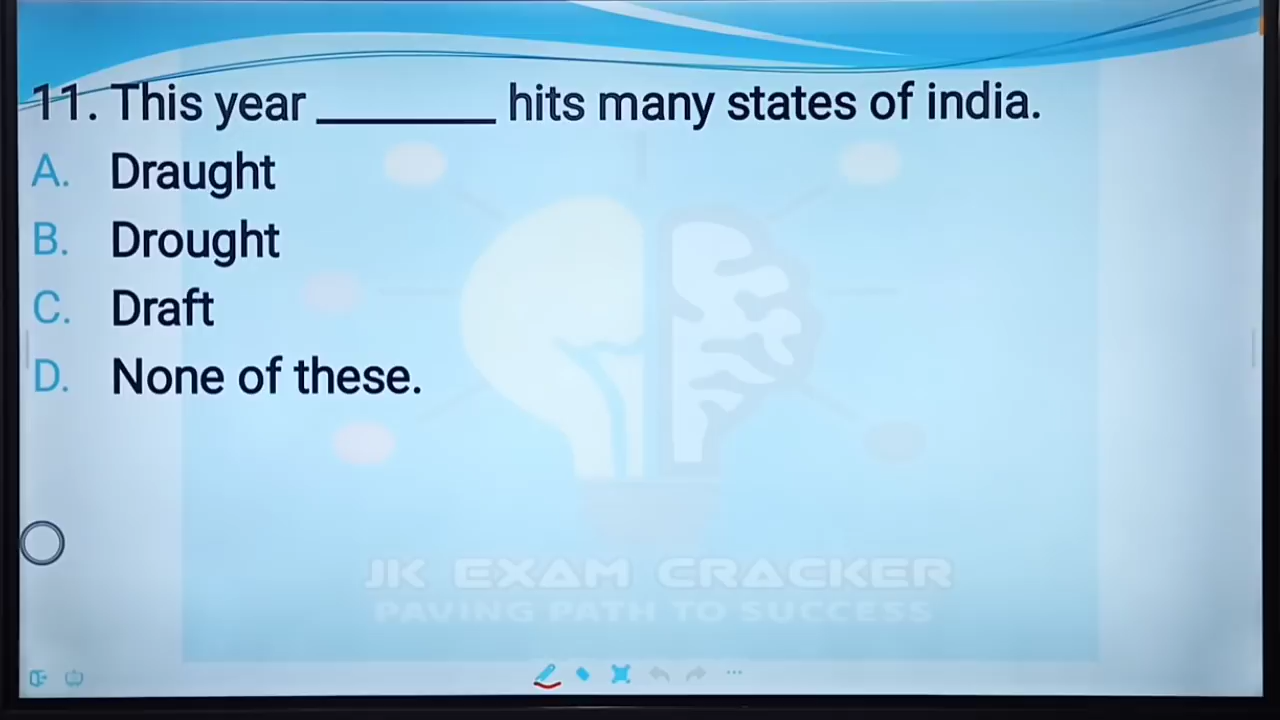 11. This year _______ hits many states of india.
A. Draught
B. Drought
C. Draft
D. None of these.
JK EXAM CRACKER
PAVING PATH TO SUCCESS